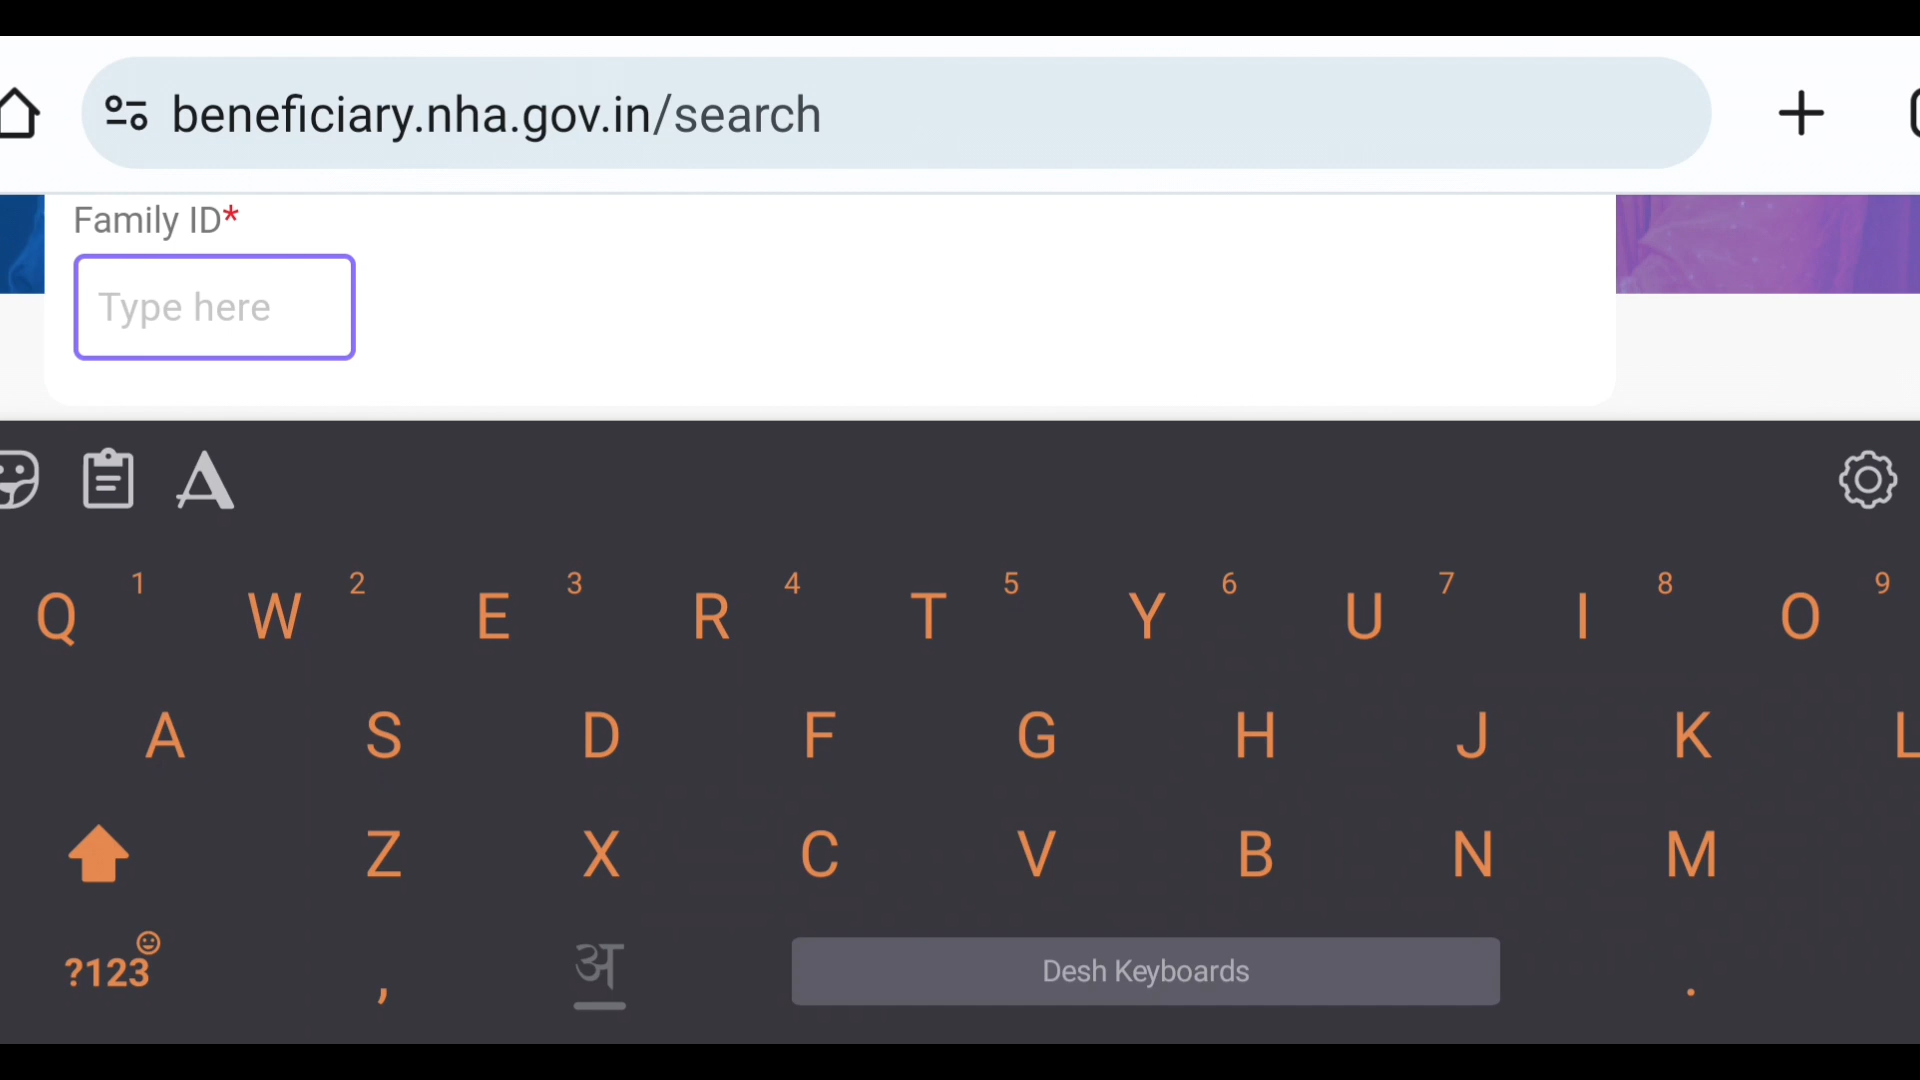 beneficiary.nha.gov.in/search
Family ID*
Type here
A
Q 1 W 2 E 3 R 4 T 5 Y 6 U 7 I 8 O 9
A S D F G H J K L
Z X C V B N M
?123 , अ Desh Keyboards .